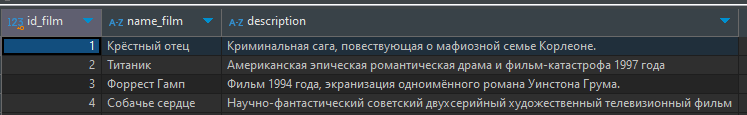 123 id_film A-Z name_film A-Z description
1 Крёстный отец Криминальная сага, повествующая о мафиозной семье Корлеоне.
2 Титаник Американская эпическая романтическая драма и фильм-катастрофа 1997 года
3 Форрест Гамп Фильм 1994 года, экранизация одноимённого романа Уинстона Грума.
4 Собачье сердце Научно-фантастический советский двухсерийный художественный телевизионный фильм